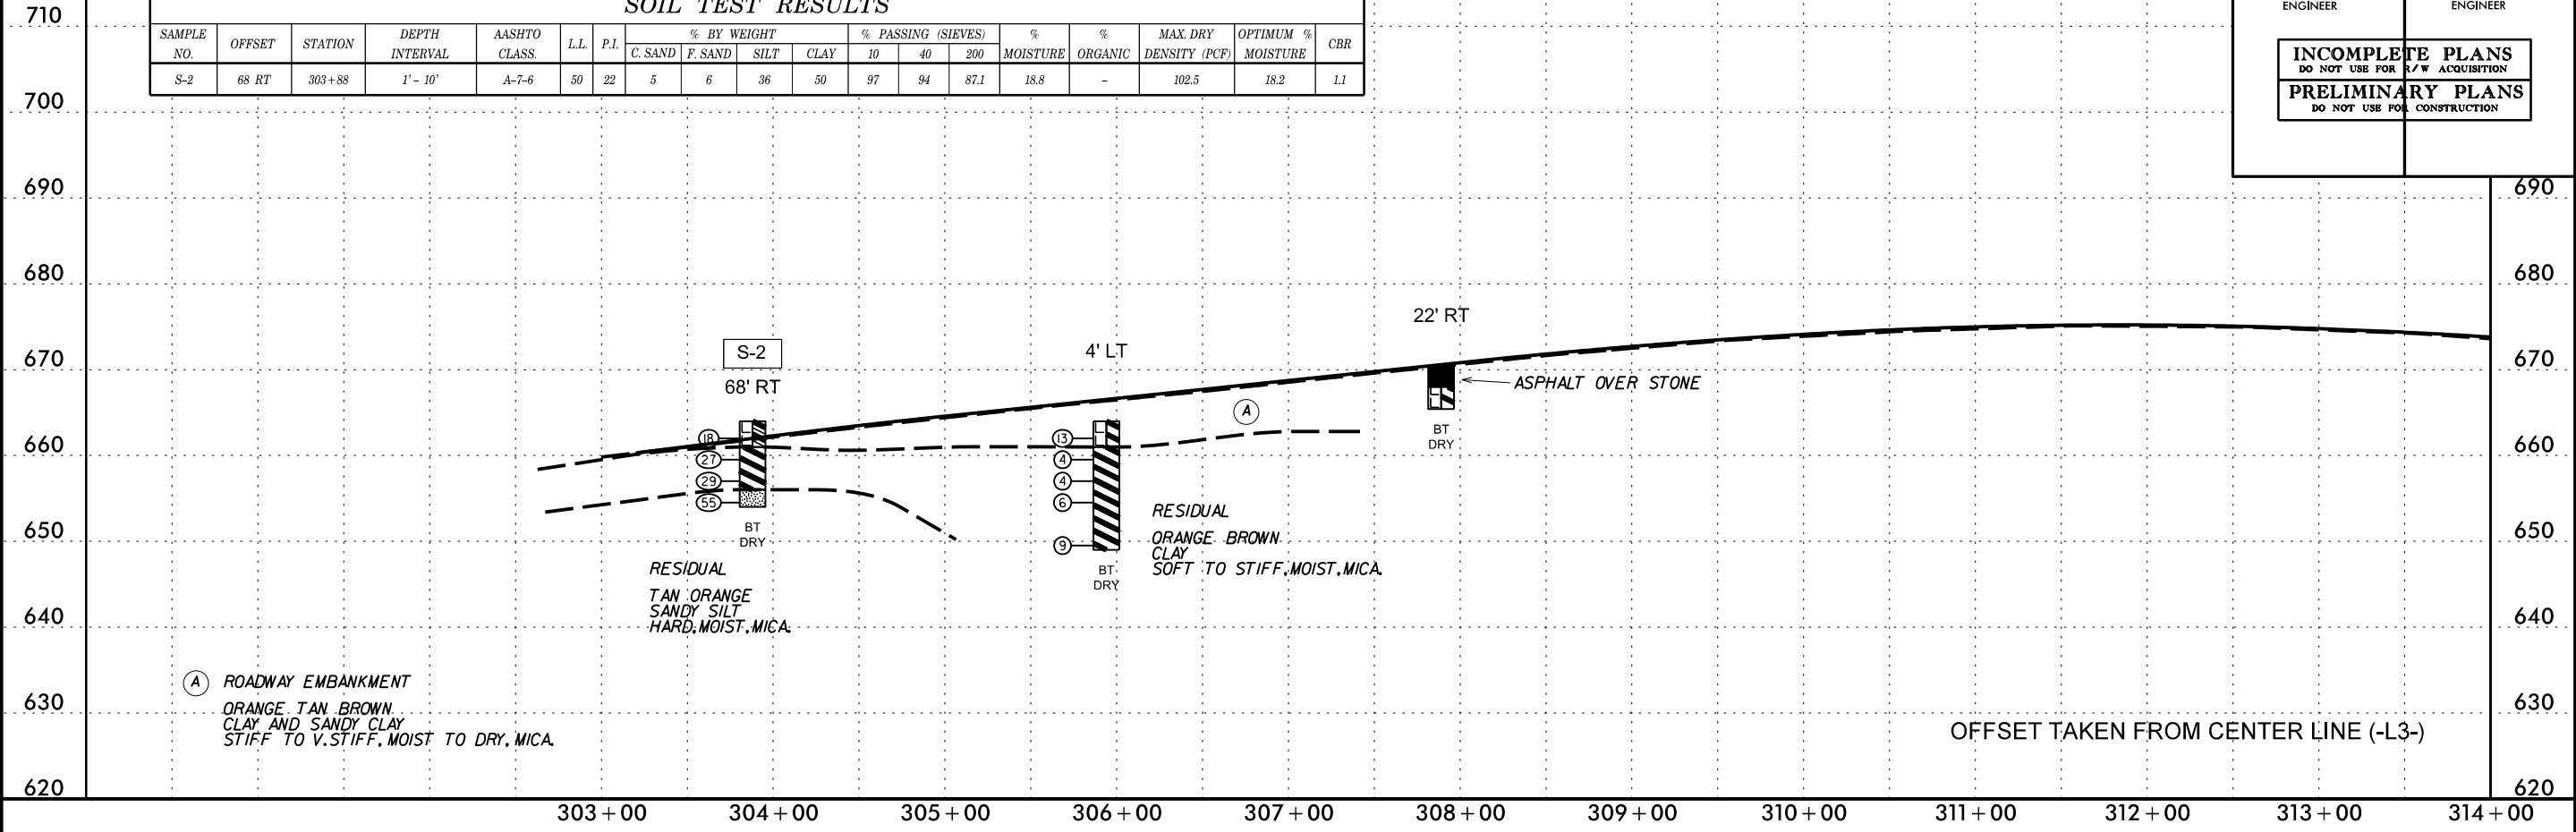 SOIL TEST RESULTS
SAMPLE NO. OFFSET STATION DEPTH INTERVAL AASHTO CLASS. L.L. P.I. % BY WEIGHT % PASSING (SIEVES) % MOISTURE % ORGANIC MAX. DRY DENSITY (PCF) OPTIMUM % MOISTURE CBR
C. SAND F. SAND SILT CLAY 10 40 200
S-2 68 RT 303+88 1' - 10' A-7-6 50 22 5 6 36 50 97 94 87.1 18.8 - 102.5 18.2 1.1
ENGINEER ENGINEER
INCOMPLETE PLANS
DO NOT USE FOR R/W ACQUISITION
PRELIMINARY PLANS
DO NOT USE FOR CONSTRUCTION
710
700
690 690
680 680
670 670
660 660
650 650
640 640
630 630
620 620
S-2
68' RT
18
27
29
55
BT
DRY
RESIDUAL
TAN ORANGE
SANDY SILT
HARD, MOIST, MICA.
4' LT
13
4
4
6
9
BT
DRY
A
RESIDUAL
ORANGE BROWN
CLAY
SOFT TO STIFF, MOIST, MICA.
22' RT
ASPHALT OVER STONE
BT
DRY
A ROADWAY EMBANKMENT
ORANGE TAN BROWN
CLAY AND SANDY CLAY
STIFF TO V. STIFF, MOIST TO DRY, MICA.
OFFSET TAKEN FROM CENTER LINE (-L3-)
303+00 304+00 305+00 306+00 307+00 308+00 309+00 310+00 311+00 312+00 313+00 314+00